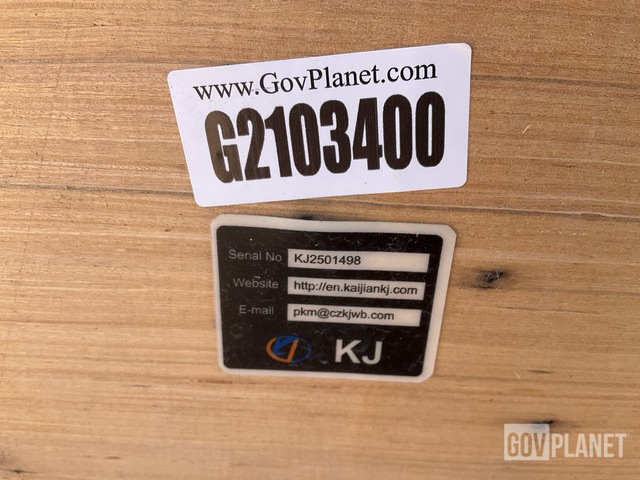 www.GovPlanet.com
G2103400
Serial No KJ2501498
Website http://en.kaijiankj.com
E-mail pkm@czkjwb.com
KJ
GOVPLANET